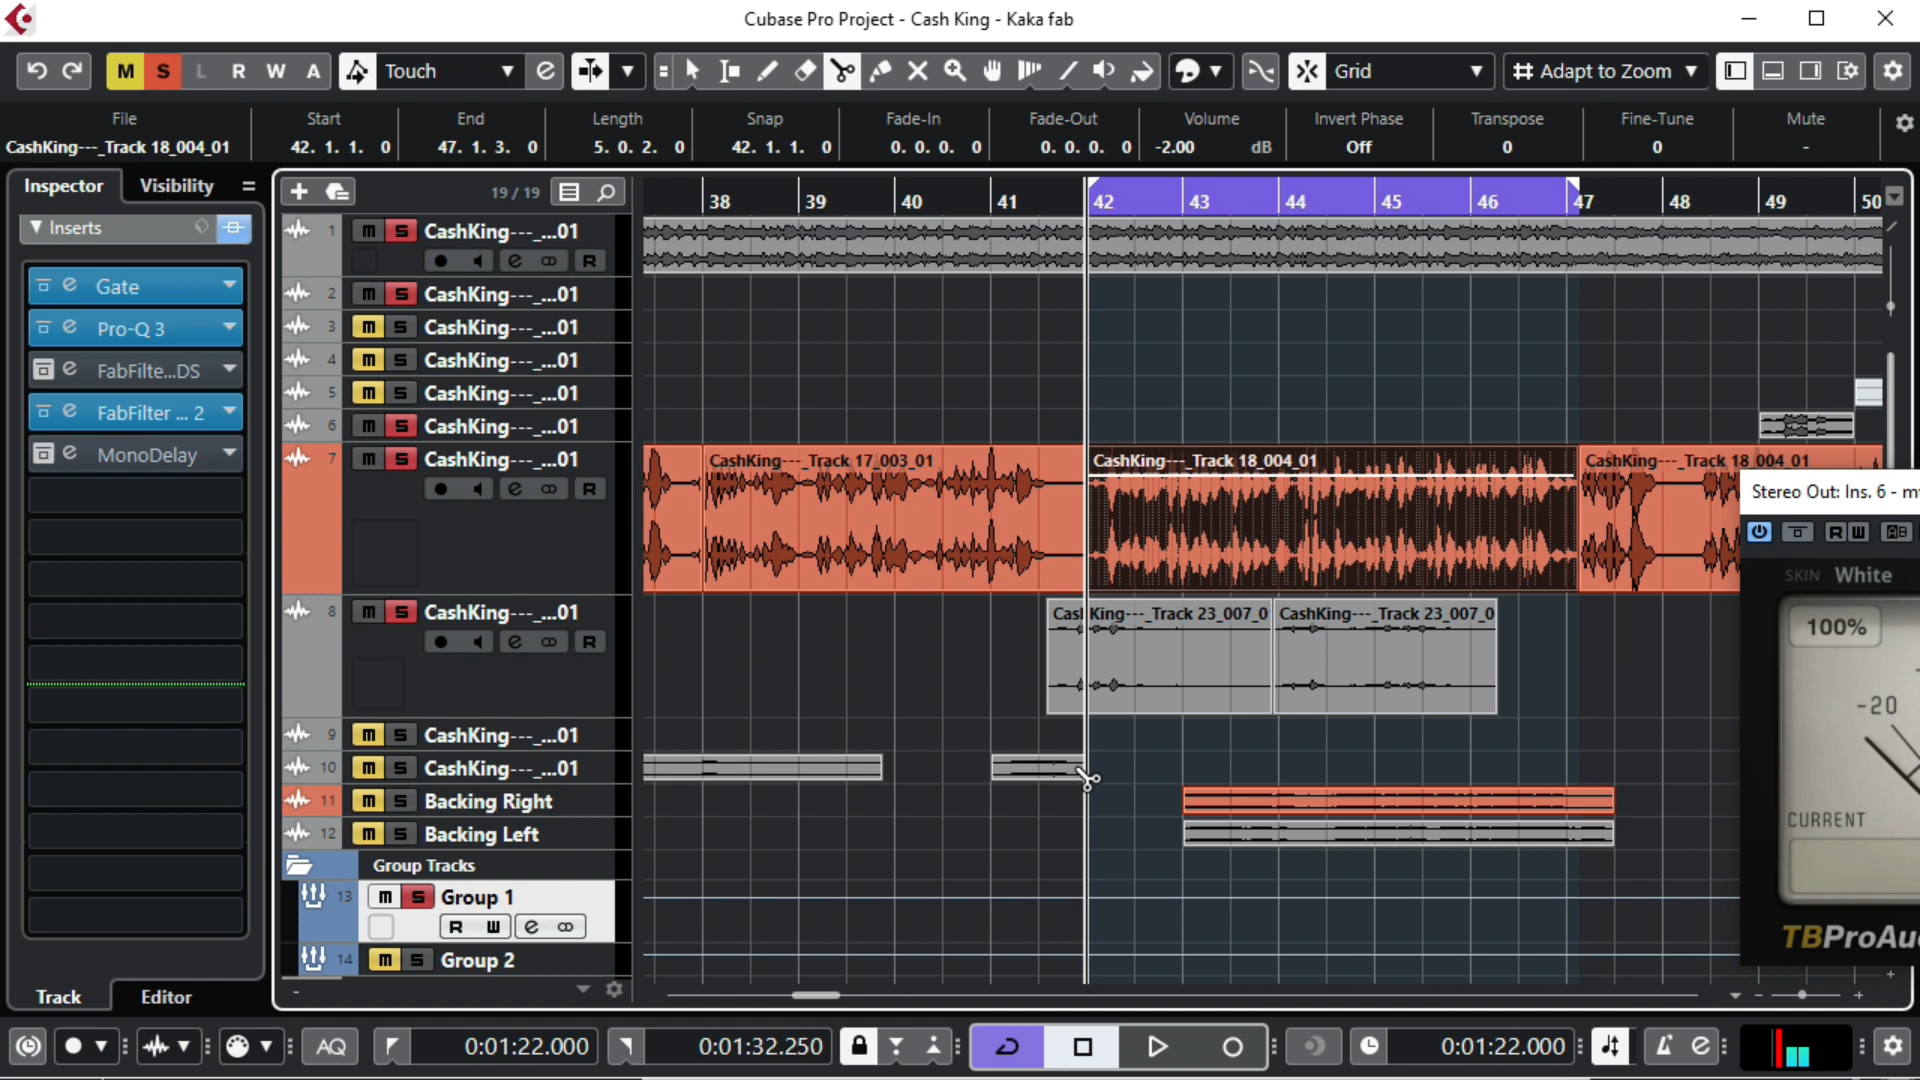 Cubase Pro Project - Cash King - Kaka fab
M S L R W A Touch Grid Adapt to Zoom
File Start End Length Snap Fade-In Fade-Out Volume Invert Phase Transpose Fine-Tune Mute
CashKing---_Track 18_004_01 42. 1. 1. 0 47. 1. 3. 0 5. 0. 2. 0 42. 1. 1. 0 0. 0. 0. 0 0. 0. 0. 0 -2.00 dB Off 0 0 -
Inspector Visibility
19 / 19
38 39 40 41 42 43 44 45 46 47 48 49 50
Inserts
Gate
Pro-Q 3
FabFilte...DS
FabFilter ... 2
MonoDelay
1 m S CashKing---_...01
R
2 m S CashKing---_...01
3 m S CashKing---_...01
4 m S CashKing---_...01
5 m S CashKing---_...01
6 m S CashKing---_...01
7 m S CashKing---_...01
R
CashKing---_Track 17_003_01 CashKing---_Track 18_004_01 CashKing---_Track 18 004 01
8 m S CashKing---_...01
R
CashKing---_Track 23_007_0 CashKing---_Track 23_007_0
9 m S CashKing---_...01
10 m S CashKing---_...01
11 m S Backing Right
12 m S Backing Left
Group Tracks
13 m S Group 1
R W
14 m S Group 2
Stereo Out: Ins. 6 - m
R W
SKIN White
100%
-20
CURRENT
TBProAu
Track Editor
AQ 0:01:22.000 0:01:32.250 0:01:22.000